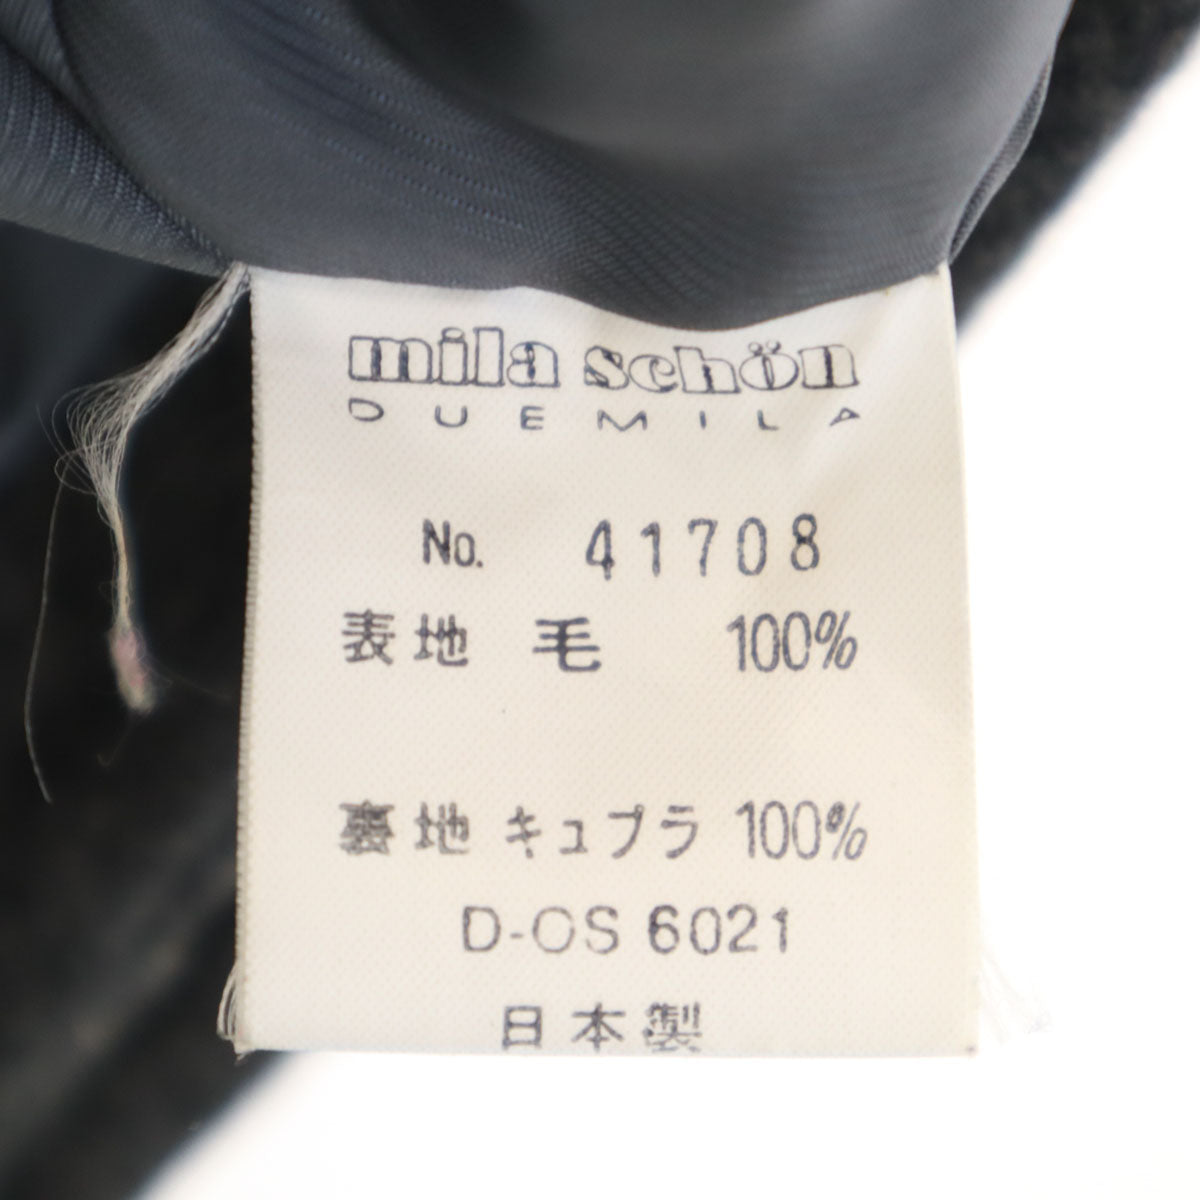 mila schön
DUEMILA
No. 41708
表地 毛 100%
裏地 キュプラ 100%
D-OS 6021
日本製